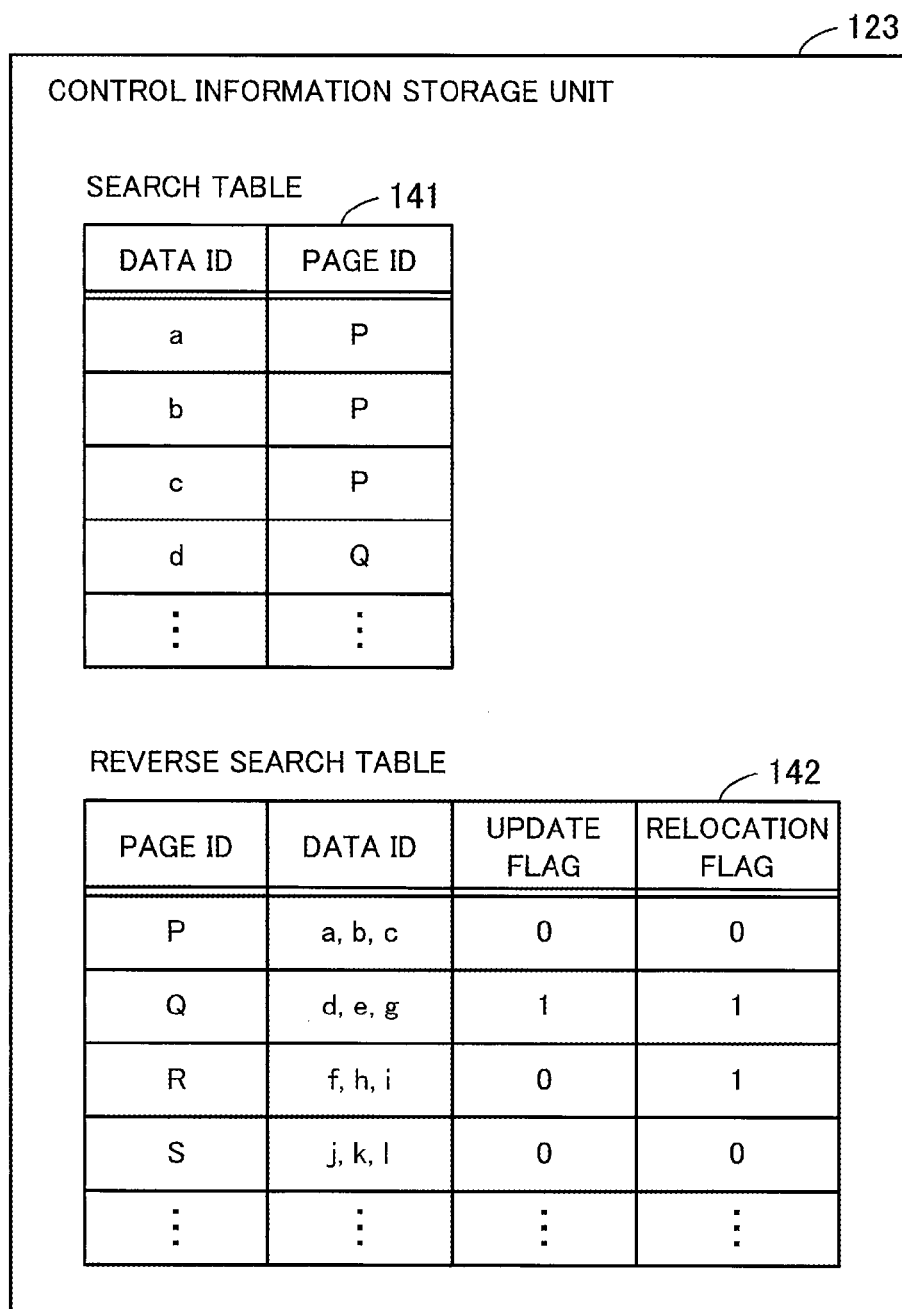 123
CONTROL INFORMATION STORAGE UNIT
SEARCH TABLE
141
DATA ID PAGE ID
a P
b P
c P
d Q
⋮ ⋮
REVERSE SEARCH TABLE
142
PAGE ID DATA ID UPDATE FLAG RELOCATION FLAG
P a, b, c 0 0
Q d, e, g 1 1
R f, h, i 0 1
S j, k, l 0 0
⋮ ⋮ ⋮ ⋮